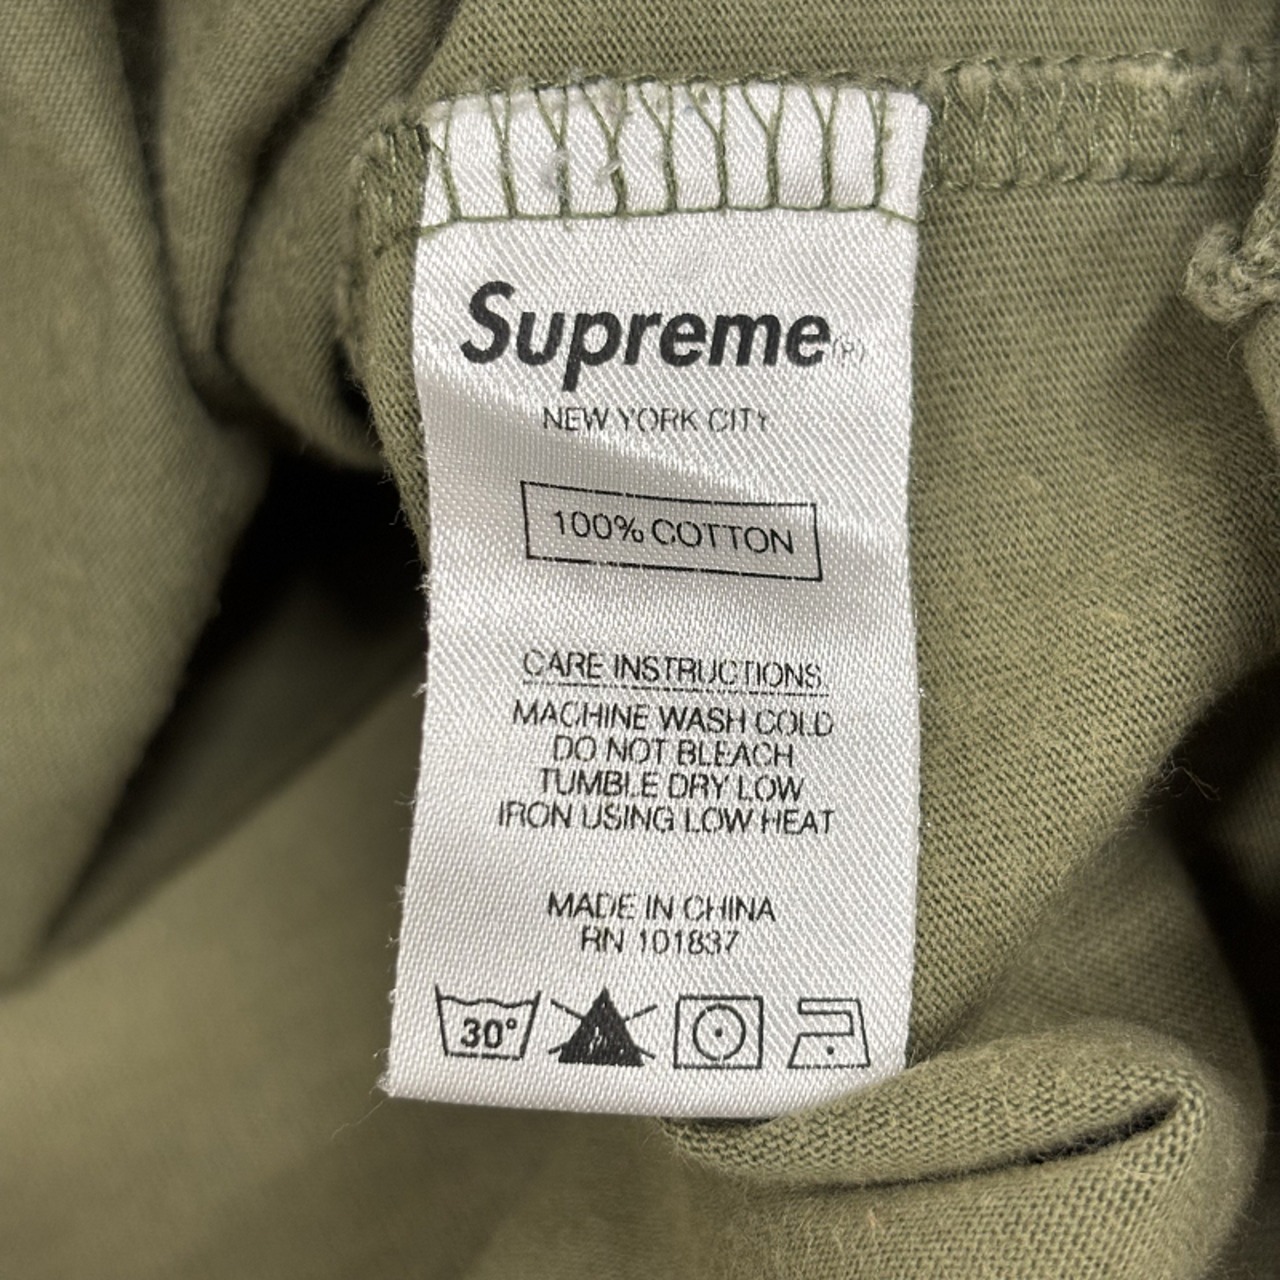 Supreme®
NEW YORK CITY
100% COTTON
CARE INSTRUCTIONS
MACHINE WASH COLD
DO NOT BLEACH
TUMBLE DRY LOW
IRON USING LOW HEAT
MADE IN CHINA
RN 101837
30°